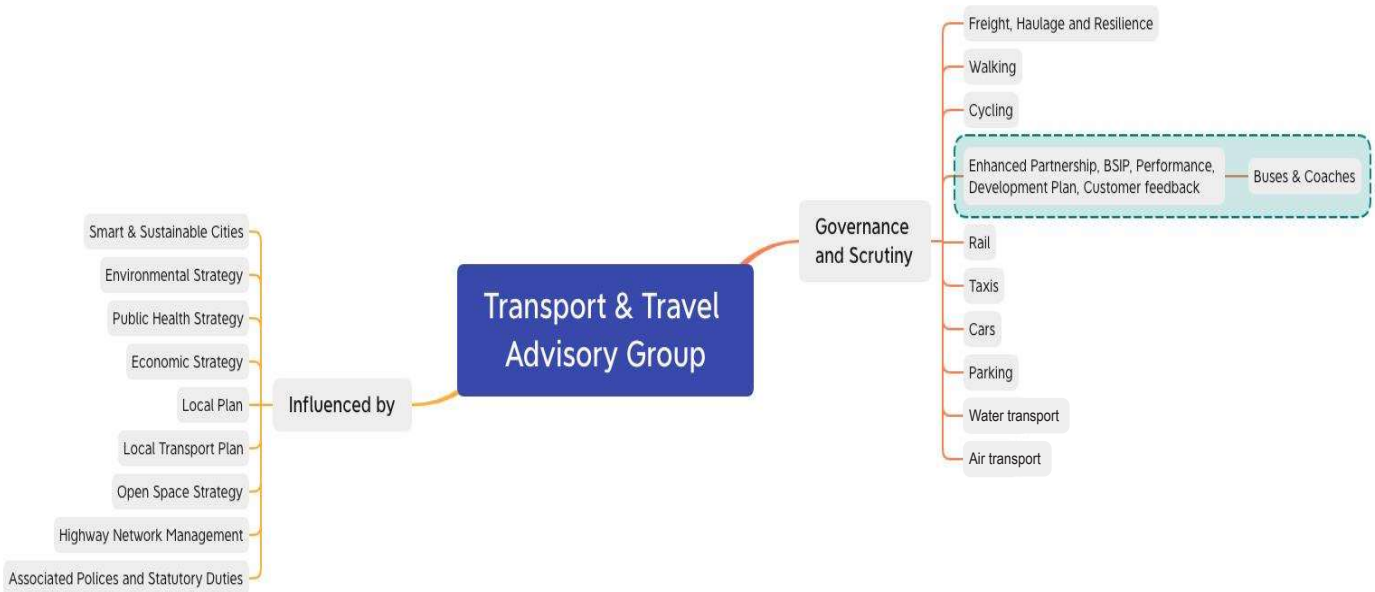 Freight, Haulage and Resilience
Walking
Cycling
Enhanced Partnership, BSIP, Performance,
Development Plan, Customer feedback
Buses & Coaches
Rail
Taxis
Cars
Parking
Water transport
Air transport
Governance
and Scrutiny
Transport & Travel
Advisory Group
Influenced by
Smart & Sustainable Cities
Environmental Strategy
Public Health Strategy
Economic Strategy
Local Plan
Local Transport Plan
Open Space Strategy
Highway Network Management
Associated Polices and Statutory Duties